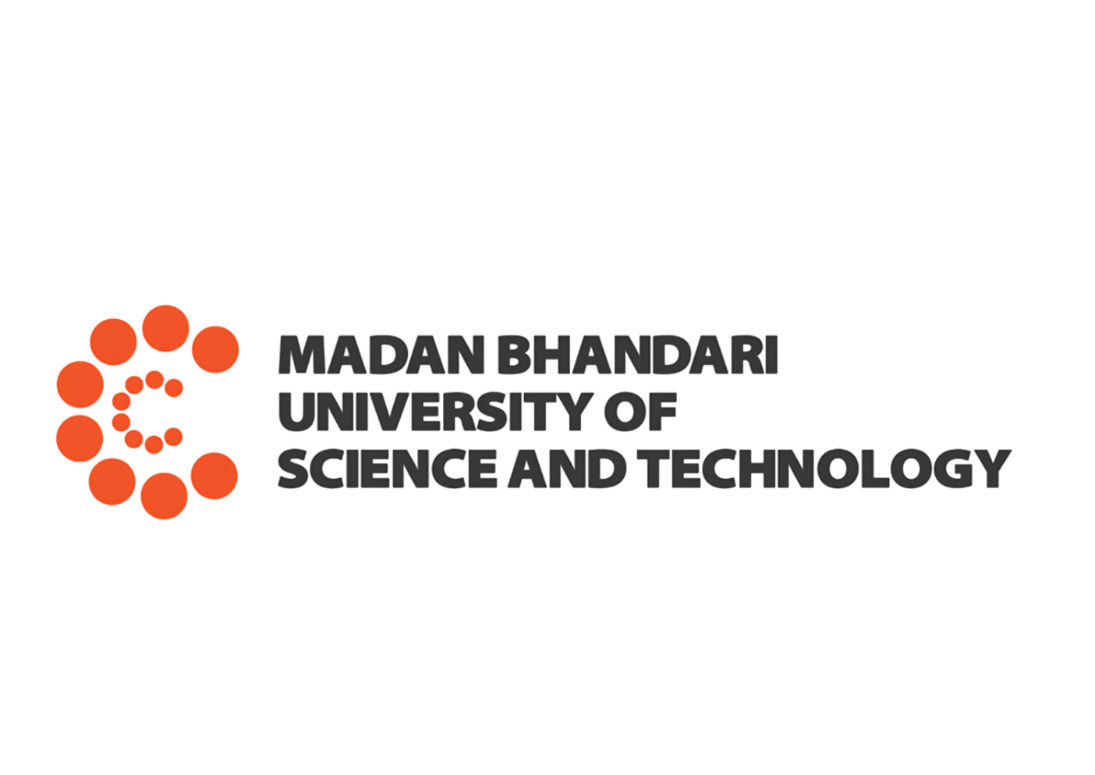 MADAN BHANDARI
UNIVERSITY OF
SCIENCE AND TECHNOLOGY